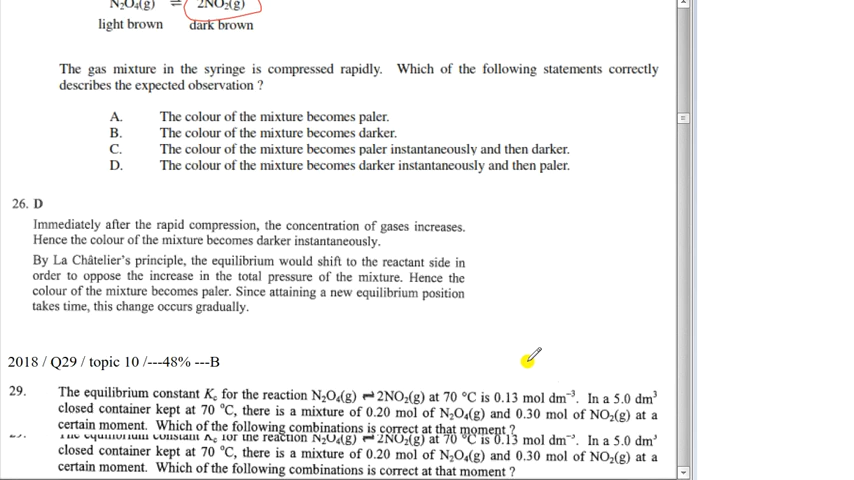 N₂O₄(g) ⇌ 2NO₂(g)
light brown dark brown
The gas mixture in the syringe is compressed rapidly. Which of the following statements correctly
describes the expected observation ?
A. The colour of the mixture becomes paler.
B. The colour of the mixture becomes darker.
C. The colour of the mixture becomes paler instantaneously and then darker.
D. The colour of the mixture becomes darker instantaneously and then paler.
26. D
Immediately after the rapid compression, the concentration of gases increases.
Hence the colour of the mixture becomes darker instantaneously.
By La Châtelier's principle, the equilibrium would shift to the reactant side in
order to oppose the increase in the total pressure of the mixture. Hence the
colour of the mixture becomes paler. Since attaining a new equilibrium position
takes time, this change occurs gradually.
2018 / Q29 / topic 10 /---48% ---B
29. The equilibrium constant Kc for the reaction N₂O₄(g) ⇌ 2NO₂(g) at 70 °C is 0.13 mol dm⁻³. In a 5.0 dm³
closed container kept at 70 °C, there is a mixture of 0.20 mol of N₂O₄(g) and 0.30 mol of NO₂(g) at a
certain moment. Which of the following combinations is correct at that moment ?
The equilibrium constant Kc for the reaction N₂O₄(g) ⇌ 2NO₂(g) at 70 °C is 0.13 mol dm⁻³. In a 5.0 dm³
closed container kept at 70 °C, there is a mixture of 0.20 mol of N₂O₄(g) and 0.30 mol of NO₂(g) at a
certain moment. Which of the following combinations is correct at that moment ?